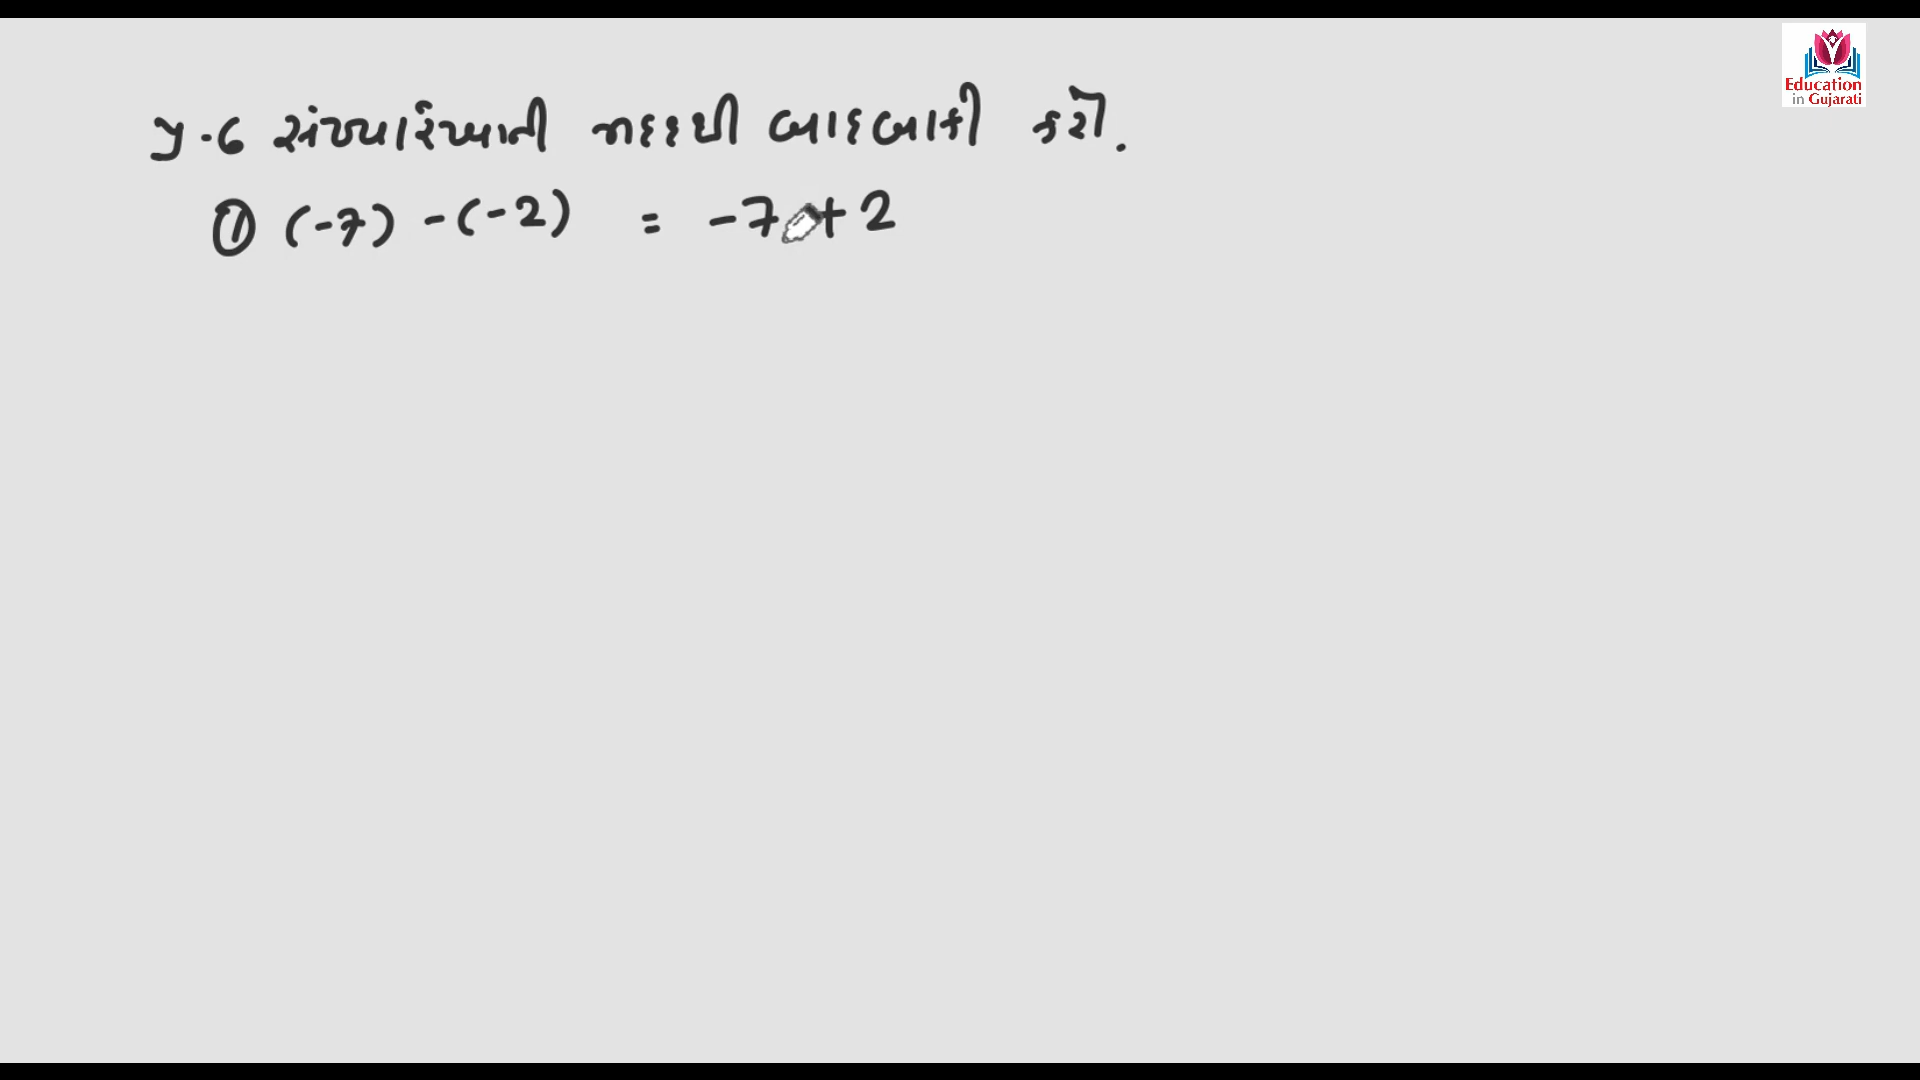 પ્ર.6 સંખ્યારેખાની મદદથી બાદબાકી કરો.
① (-7) -(-2) = -7 + 2
Education
in Gujarati